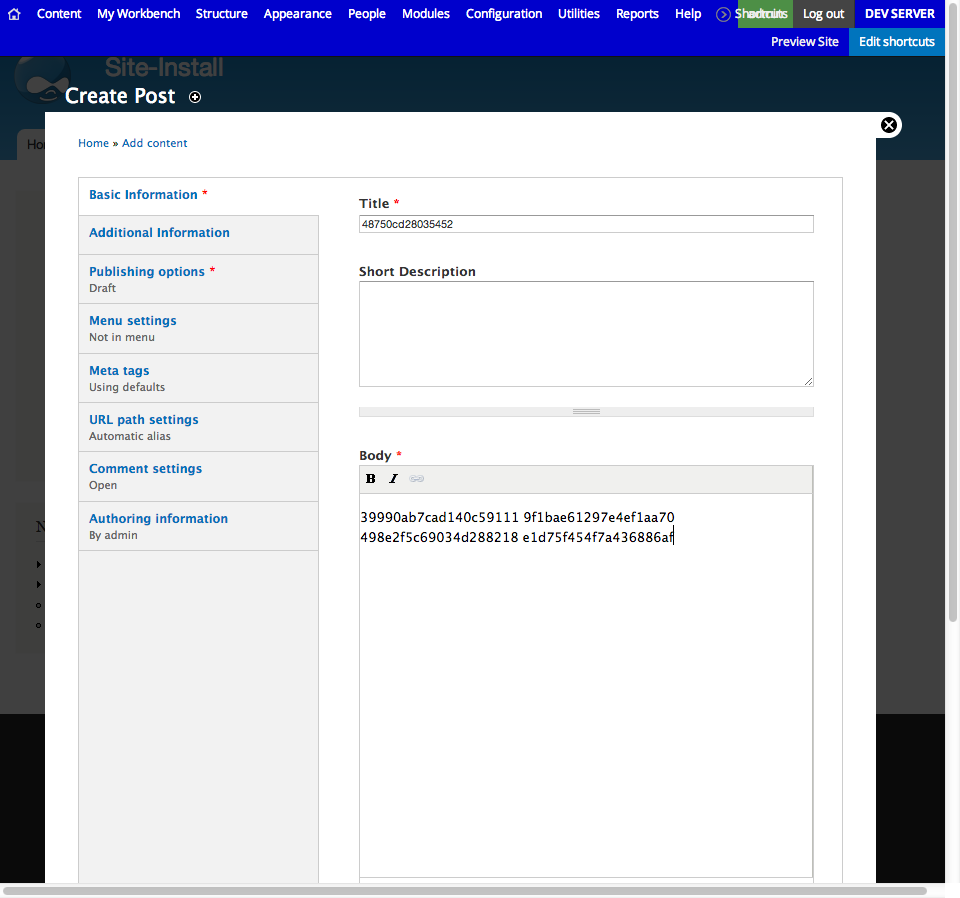 Content My Workbench Structure Appearance People Modules Configuration Utilities Reports Help Shortcuts Log out DEV SERVER
Preview Site Edit shortcuts
Site-Install
Create Post
Home » Add content
Basic Information *
Additional Information
Publishing options *
Draft
Menu settings
Not in menu
Meta tags
Using defaults
URL path settings
Automatic alias
Comment settings
Open
Authoring information
By admin
Title *
48750cd28035452
Short Description
Body *
B I
39990ab7cad140c59111 9f1bae61297e4ef1aa70
498e2f5c69034d288218 e1d75f454f7a436886af